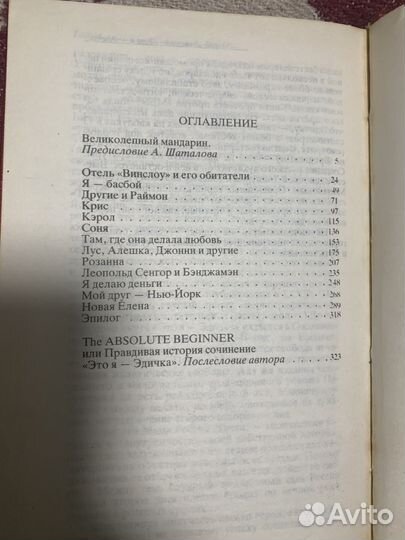 ОГЛАВЛЕНИЕ
Великолепный мандарин.
Предисловие А. Шаталова . . . . . . . . . . . . . . 5
Отель «Винслоу» и его обитатели . . . . . . . . . . 24
Я — басбой . . . . . . . . . . . . . . . . . . . . 49
Другие и Раймон . . . . . . . . . . . . . . . . . . 71
Крис . . . . . . . . . . . . . . . . . . . . . . . 97
Кэрол . . . . . . . . . . . . . . . . . . . . . . . 115
Соня . . . . . . . . . . . . . . . . . . . . . . . 136
Там, где она делала любовь . . . . . . . . . . . . 153
Лус, Алешка, Джонни и другие . . . . . . . . . . . 175
Розанна . . . . . . . . . . . . . . . . . . . . . . 207
Леопольд Сенгор и Бэнджамэн . . . . . . . . . . . . 235
Я делаю деньги . . . . . . . . . . . . . . . . . . 248
Мой друг — Нью-Йорк . . . . . . . . . . . . . . . . 268
Новая Елена . . . . . . . . . . . . . . . . . . . . 289
Эпилог . . . . . . . . . . . . . . . . . . . . . . 318
The ABSOLUTE BEGINNER
или Правдивая история сочинение
«Это я — Эдичка». Послесловие автора . . . . . . . 323
Avito